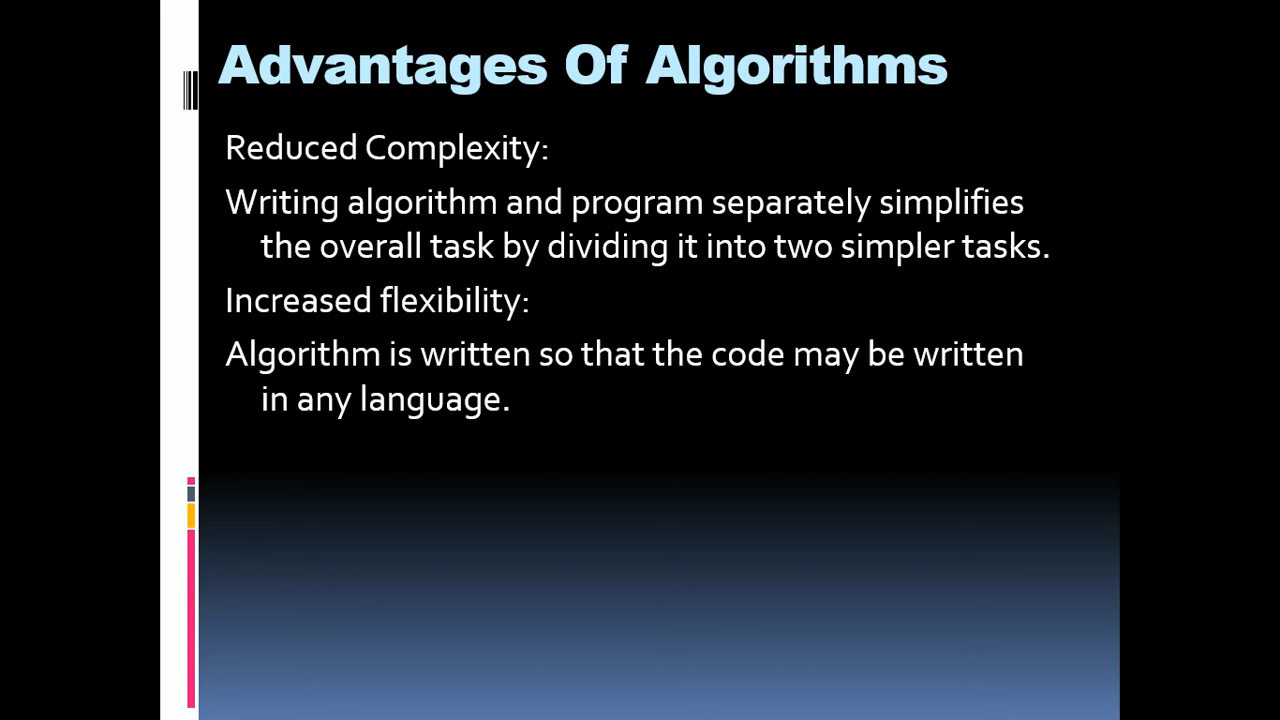 Advantages Of Algorithms
Reduced Complexity:
Writing algorithm and program separately simplifies
the overall task by dividing it into two simpler tasks.
Increased flexibility:
Algorithm is written so that the code may be written
in any language.